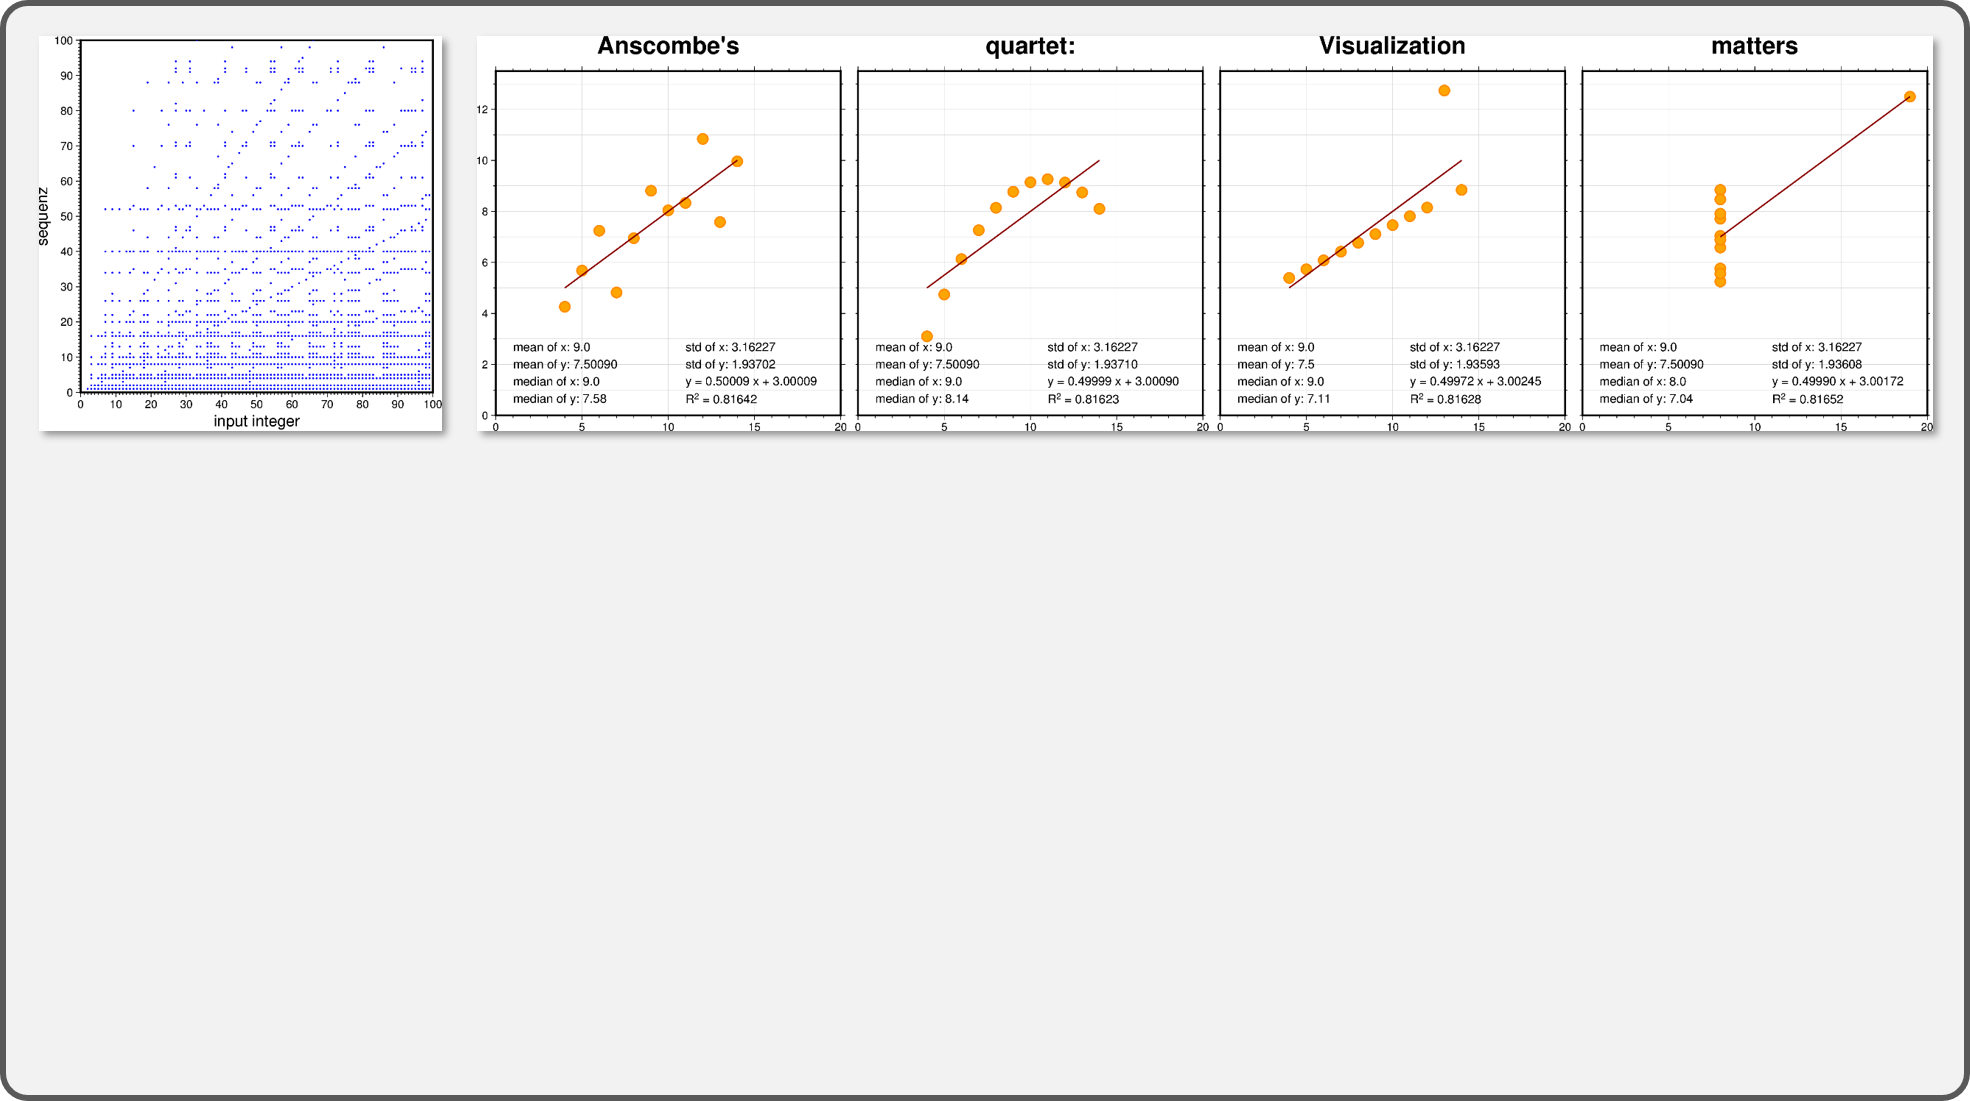 100
90
80
70
60
50
40
30
20
10
0
sequenz
0 10 20 30 40 50 60 70 80 90 100
input integer
Anscombe's quartet: Visualization matters
12
10
8
6
4
2
0
mean of x: 9.0 std of x: 3.16227
mean of y: 7.50090 std of y: 1.93702
median of x: 9.0 y = 0.50009 x + 3.00009
median of y: 7.58 R² = 0.81642
0 5 10 15 20
mean of x: 9.0 std of x: 3.16227
mean of y: 7.50090 std of y: 1.93710
median of x: 9.0 y = 0.49999 x + 3.00090
median of y: 8.14 R² = 0.81623
0 5 10 15 20
mean of x: 9.0 std of x: 3.16227
mean of y: 7.5 std of y: 1.93593
median of x: 9.0 y = 0.49972 x + 3.00245
median of y: 7.11 R² = 0.81628
0 5 10 15 20
mean of x: 9.0 std of x: 3.16227
mean of y: 7.50090 std of y: 1.93608
median of x: 8.0 y = 0.49990 x + 3.00172
median of y: 7.04 R² = 0.81652
0 5 10 15 20